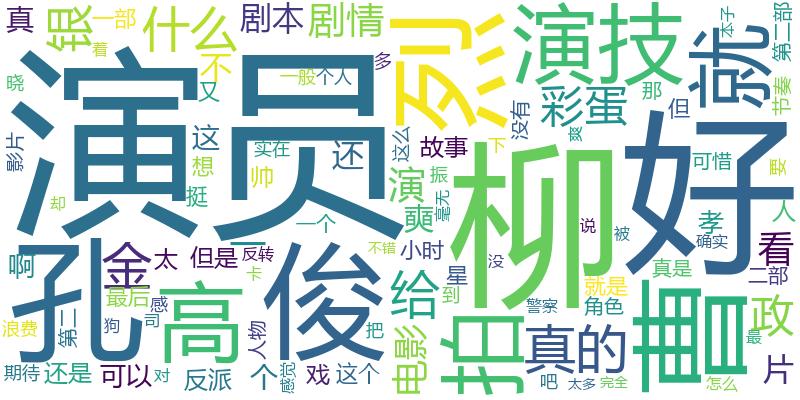 真
银
一部
着
什么
剧本
剧情
多
烈
演技
就
本子
第二部
节奏
晓
不
又
一般
个人
彩蛋
那
但
影片
演员
这
想
挺
实在
还
帅
这么
故事
没有
爽
下
好
可惜
要
却
演
振
毫无
奭
柳
孝
人
说
被
确实
看
孔
俊
一个
不错
小时
没
金
太
但是
反转
卡
啊
高
一
给
星
到
就是
真是
二部
曹
政
最后
感
司
浪费
第二
狗
人物
把
电影
拍
警察
角色
真的
最
片
期待
还是
可以
对
反派
个
感觉
戏
这个
吧
太多
完全
怎么